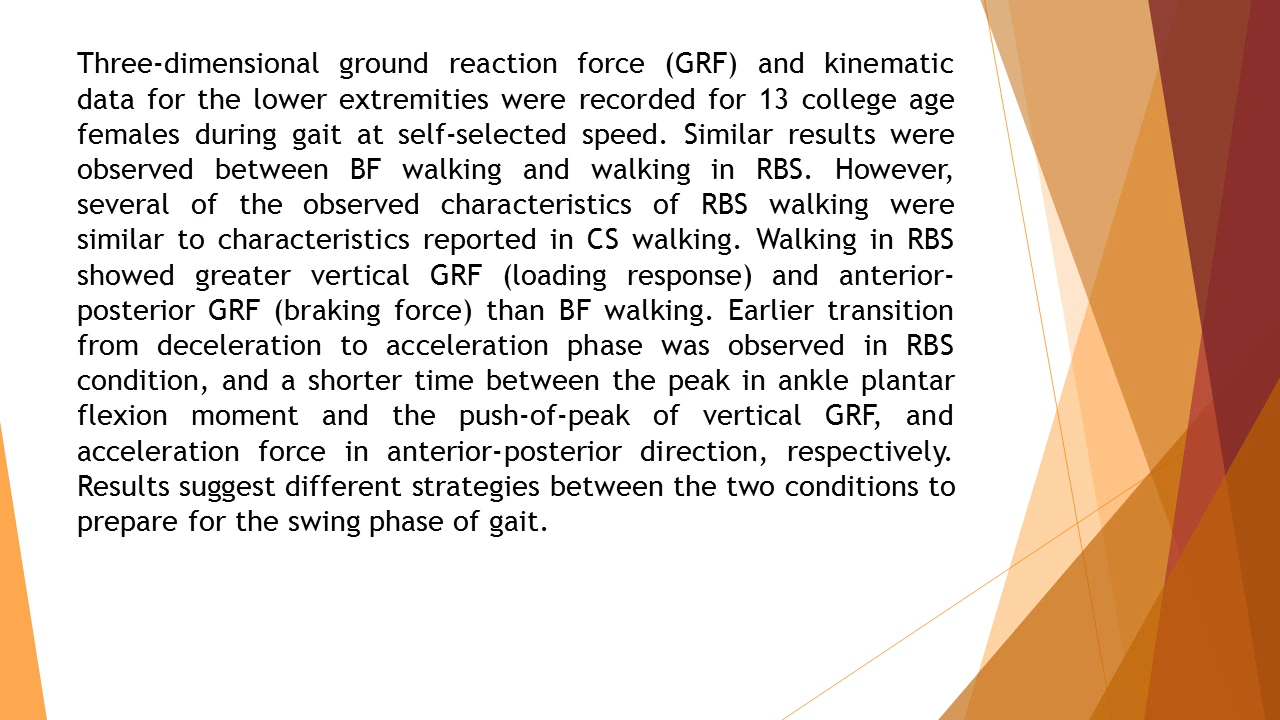 Three-dimensional ground reaction force (GRF) and kinematic
data for the lower extremities were recorded for 13 college age
females during gait at self-selected speed. Similar results were
observed between BF walking and walking in RBS. However,
several of the observed characteristics of RBS walking were
similar to characteristics reported in CS walking. Walking in RBS
showed greater vertical GRF (loading response) and anterior-
posterior GRF (braking force) than BF walking. Earlier transition
from deceleration to acceleration phase was observed in RBS
condition, and a shorter time between the peak in ankle plantar
flexion moment and the push-of-peak of vertical GRF, and
acceleration force in anterior-posterior direction, respectively.
Results suggest different strategies between the two conditions to
prepare for the swing phase of gait.